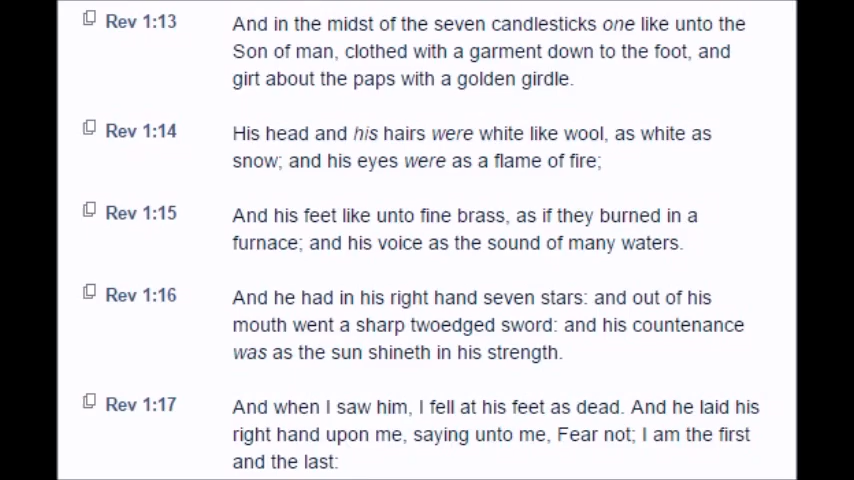 Rev 1:13 And in the midst of the seven candlesticks one like unto the
Son of man, clothed with a garment down to the foot, and
girt about the paps with a golden girdle.
Rev 1:14 His head and his hairs were white like wool, as white as
snow; and his eyes were as a flame of fire;
Rev 1:15 And his feet like unto fine brass, as if they burned in a
furnace; and his voice as the sound of many waters.
Rev 1:16 And he had in his right hand seven stars: and out of his
mouth went a sharp twoedged sword: and his countenance
was as the sun shineth in his strength.
Rev 1:17 And when I saw him, I fell at his feet as dead. And he laid his
right hand upon me, saying unto me, Fear not; I am the first
and the last: